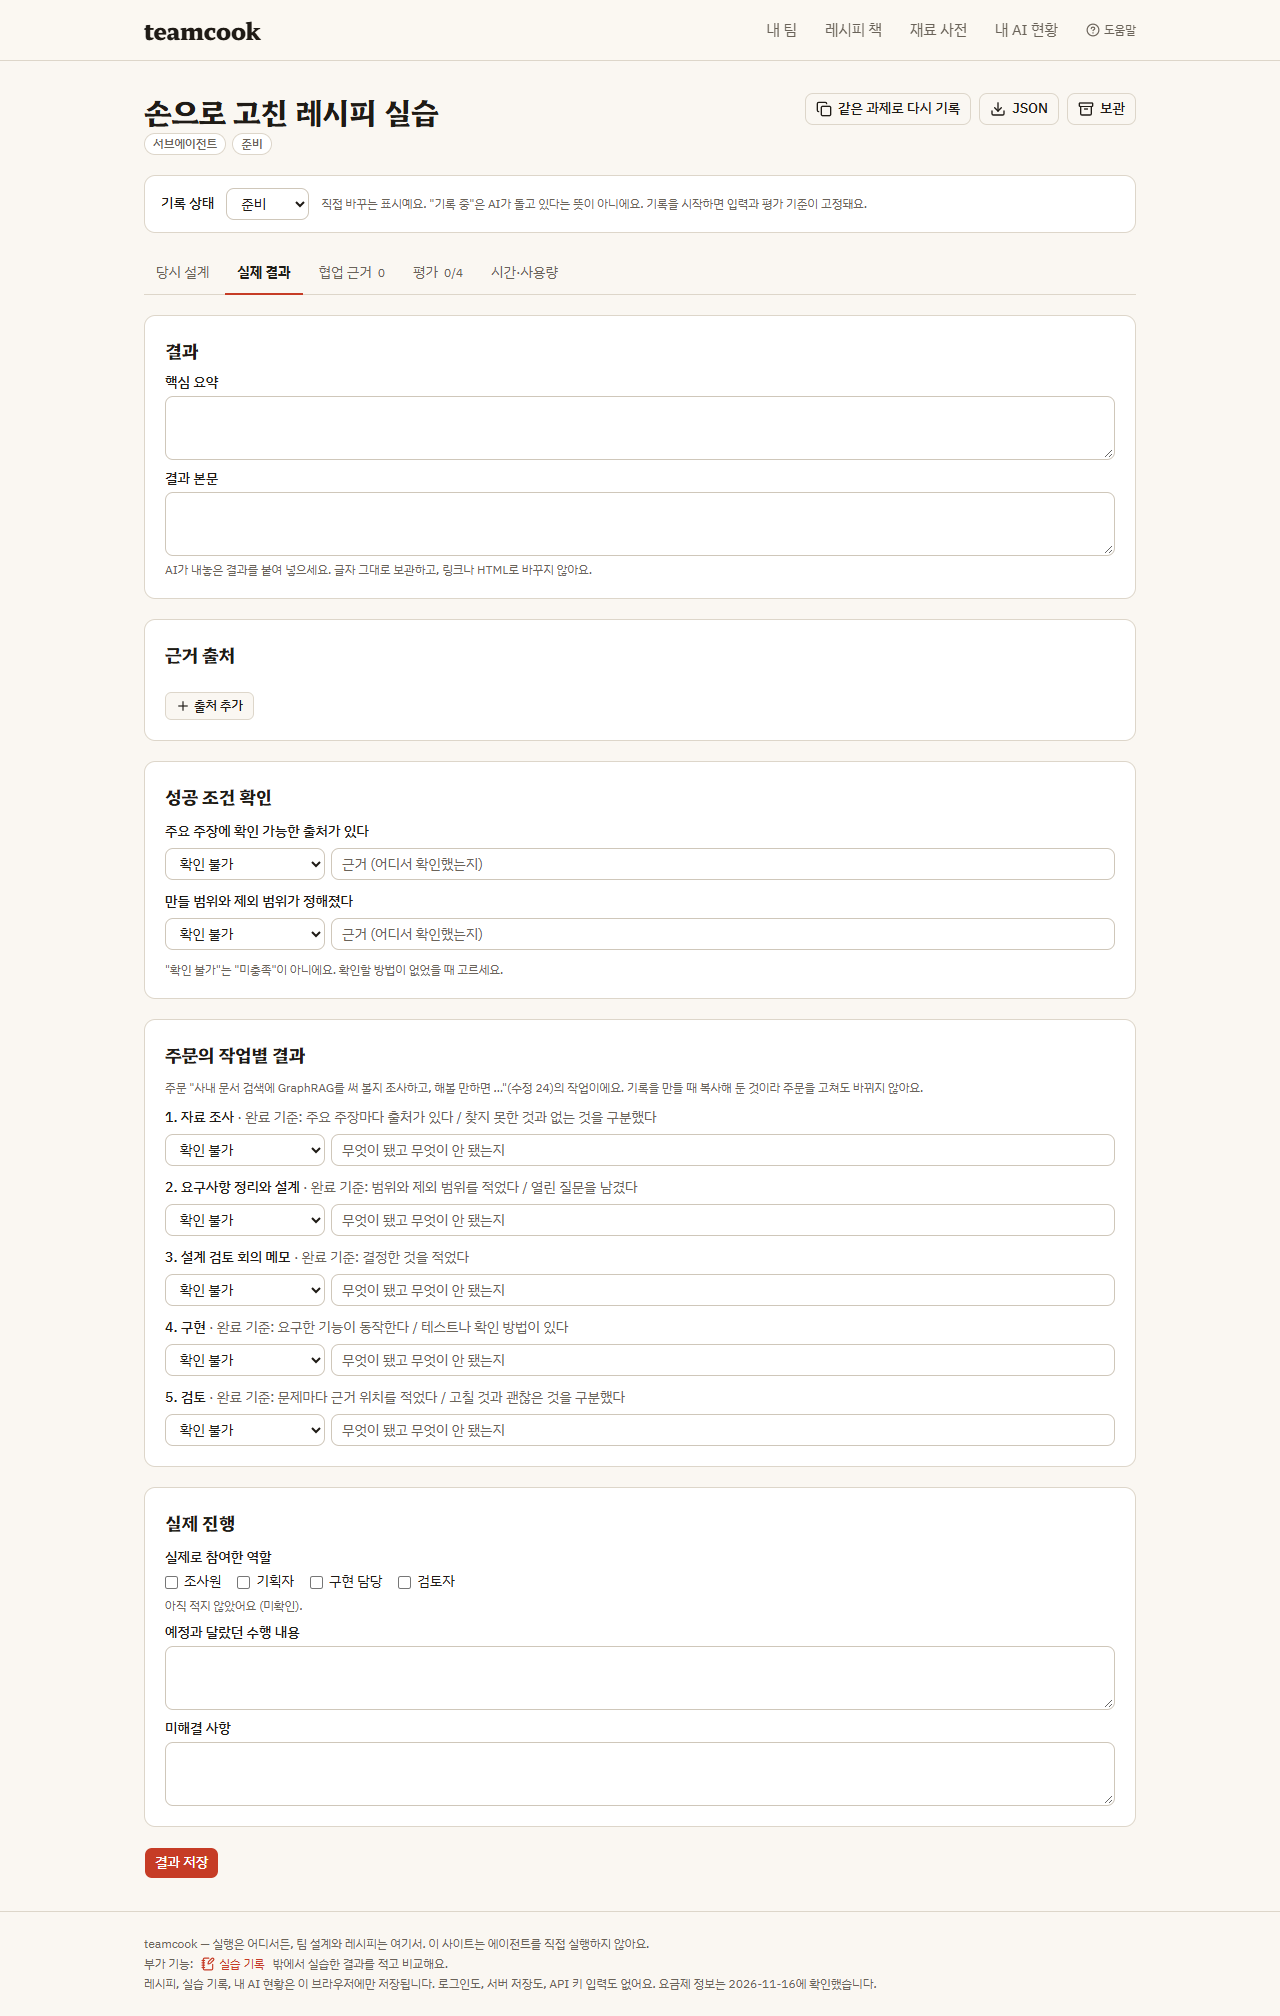 teamcook
내 팀
레시피 책
재료 사전
내 AI 현황
도움말
손으로 고친 레시피 실습
같은 과제로 다시 기록
JSON
보관
서브에이전트
준비
기록 상태
준비
직접 바꾸는 표시예요. "기록 중"은 AI가 돌고 있다는 뜻이 아니에요. 기록을 시작하면 입력과 평가 기준이 고정돼요.
당시 설계
실제 결과
협업 근거 0
평가 0/4
시간·사용량
결과
핵심 요약
결과 본문
AI가 내놓은 결과를 붙여 넣으세요. 글자 그대로 보관하고, 링크나 HTML로 바꾸지 않아요.
근거 출처
+ 출처 추가
성공 조건 확인
주요 주장에 확인 가능한 출처가 있다
확인 불가
근거 (어디서 확인했는지)
만들 범위와 제외 범위가 정해졌다
확인 불가
근거 (어디서 확인했는지)
"확인 불가"는 "미충족"이 아니에요. 확인할 방법이 없었을 때 고르세요.
주문의 작업별 결과
주문 "사내 문서 검색에 GraphRAG를 써 볼지 조사하고, 해볼 만하면 …"(수정 24)의 작업이에요. 기록을 만들 때 복사해 둔 것이라 주문을 고쳐도 바뀌지 않아요.
1. 자료 조사 · 완료 기준: 주요 주장마다 출처가 있다 / 찾지 못한 것과 없는 것을 구분했다
확인 불가
무엇이 됐고 무엇이 안 됐는지
2. 요구사항 정리와 설계 · 완료 기준: 범위와 제외 범위를 적었다 / 열린 질문을 남겼다
확인 불가
무엇이 됐고 무엇이 안 됐는지
3. 설계 검토 회의 메모 · 완료 기준: 결정한 것을 적었다
확인 불가
무엇이 됐고 무엇이 안 됐는지
4. 구현 · 완료 기준: 요구한 기능이 동작한다 / 테스트나 확인 방법이 있다
확인 불가
무엇이 됐고 무엇이 안 됐는지
5. 검토 · 완료 기준: 문제마다 근거 위치를 적었다 / 고칠 것과 괜찮은 것을 구분했다
확인 불가
무엇이 됐고 무엇이 안 됐는지
실제 진행
실제로 참여한 역할
조사원
기획자
구현 담당
검토자
아직 적지 않았어요 (미확인).
예정과 달랐던 수행 내용
미해결 사항
결과 저장
teamcook — 실행은 어디서든, 팀 설계와 레시피는 여기서. 이 사이트는 에이전트를 직접 실행하지 않아요.
부가 기능: 실습 기록 밖에서 실습한 결과를 적고 비교해요.
레시피, 실습 기록, 내 AI 현황은 이 브라우저에만 저장됩니다. 로그인도, 서버 저장도, API 키 입력도 없어요. 요금제 정보는 2026-11-16에 확인했습니다.